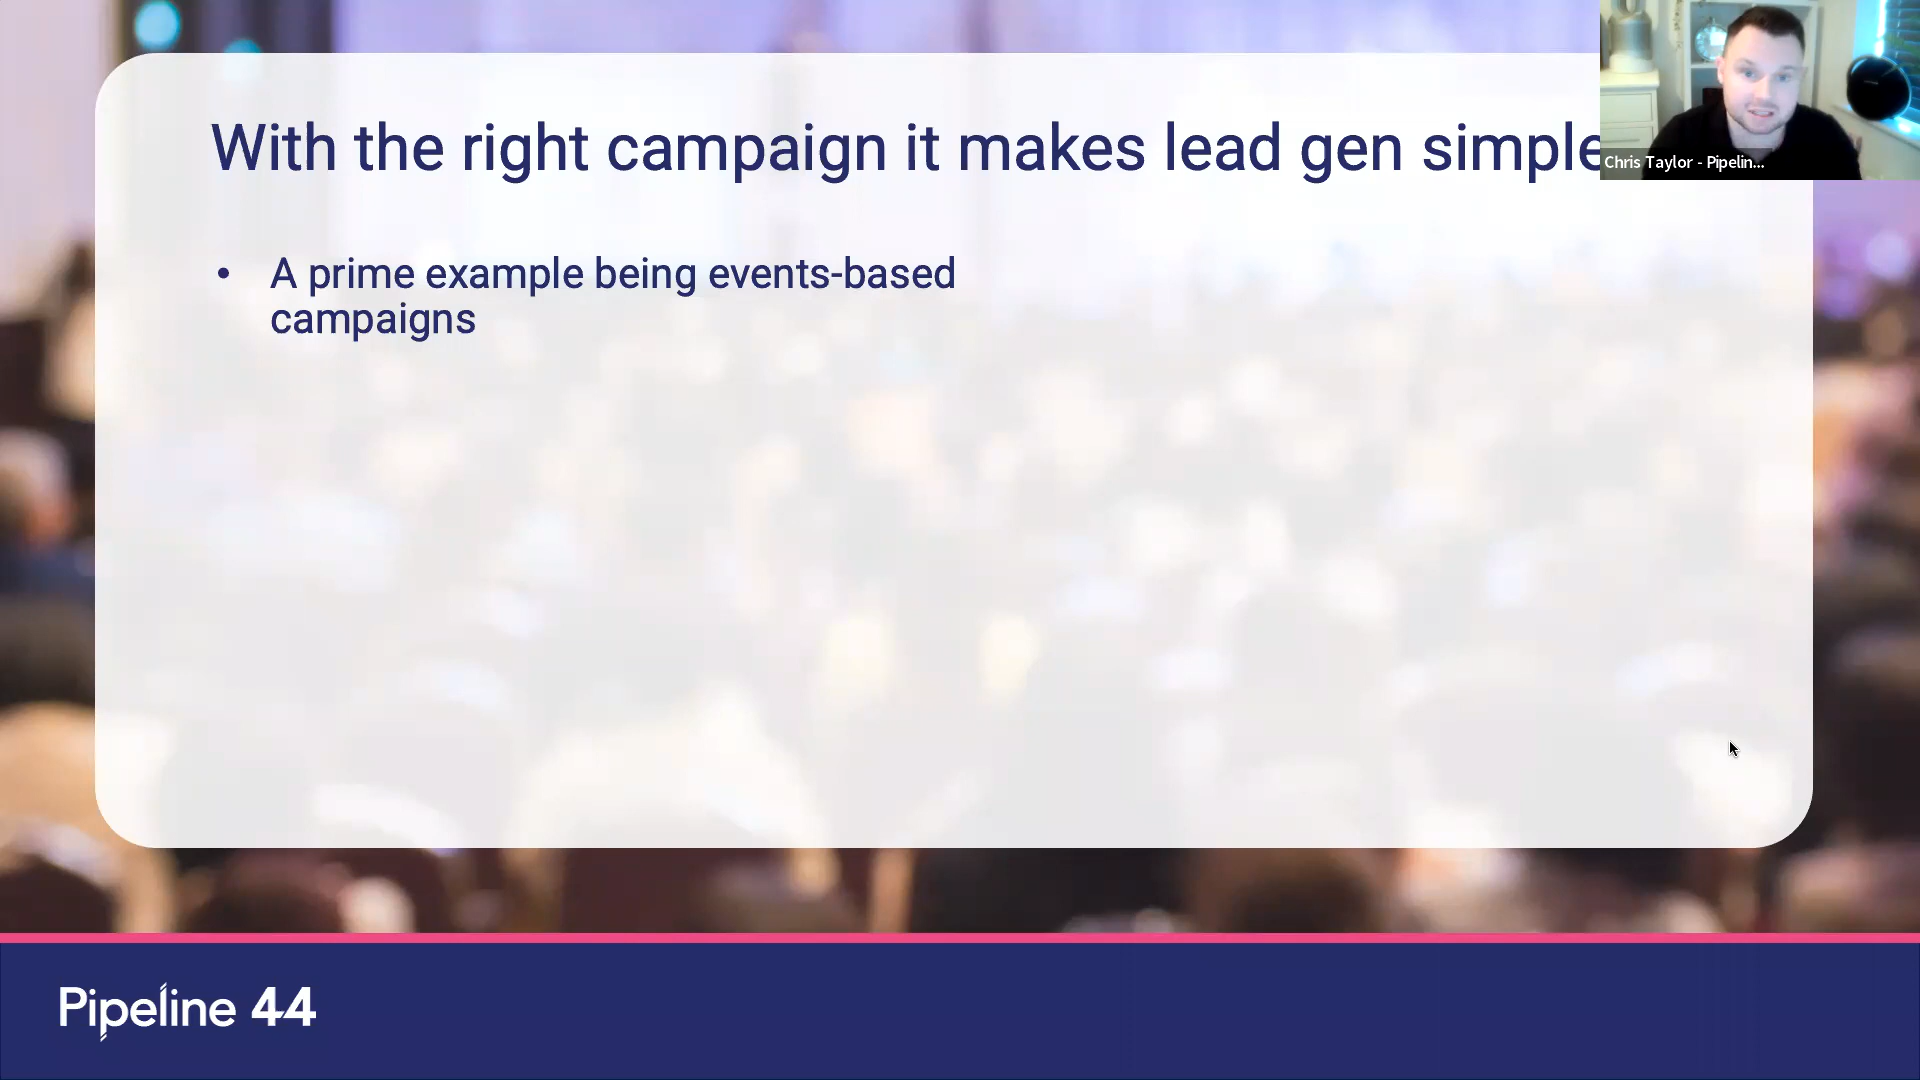 With the right campaign it makes lead gen simple
Chris Taylor - Pipelin...
• A prime example being events-based
campaigns
Pipeline 44